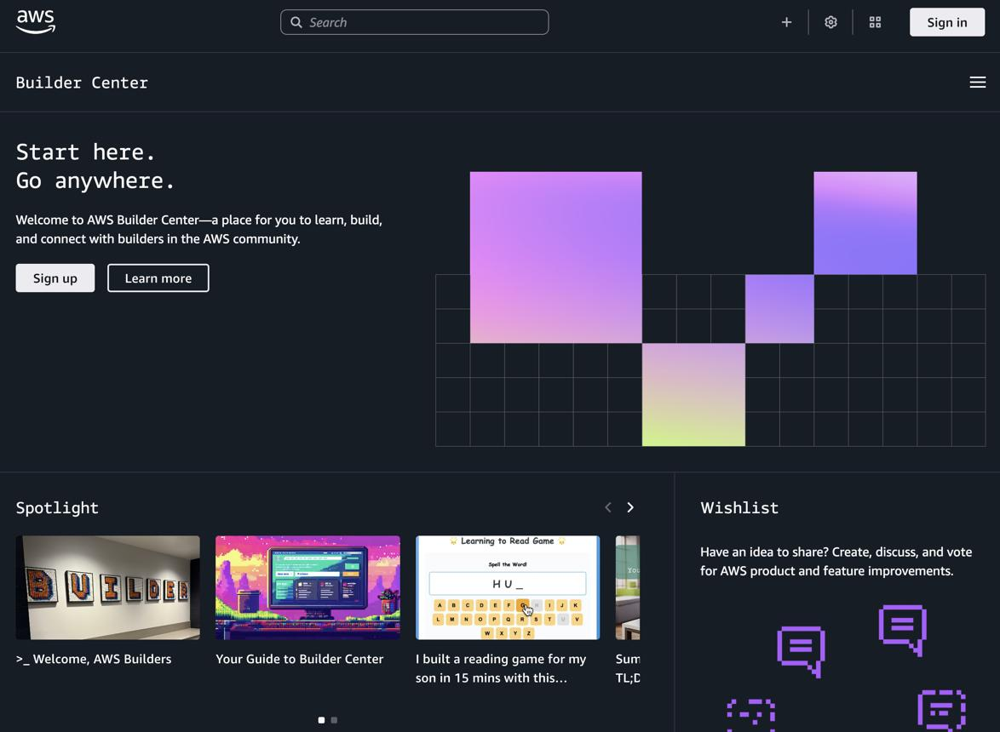 aws
Search
Sign in
Builder Center
Start here.
Go anywhere.
Welcome to AWS Builder Center—a place for you to learn, build,
and connect with builders in the AWS community.
Sign up
Learn more
Spotlight
BUILDER
>_ Welcome, AWS Builders
Your Guide to Builder Center
Learning to Read Game
Spell the Word!
H U _
A B C D E F G H I J K
L M N O P Q R S T U V
W X Y Z
I built a reading game for my
son in 15 mins with this...
You
Sum
TL;D
Wishlist
Have an idea to share? Create, discuss, and vote
for AWS product and feature improvements.